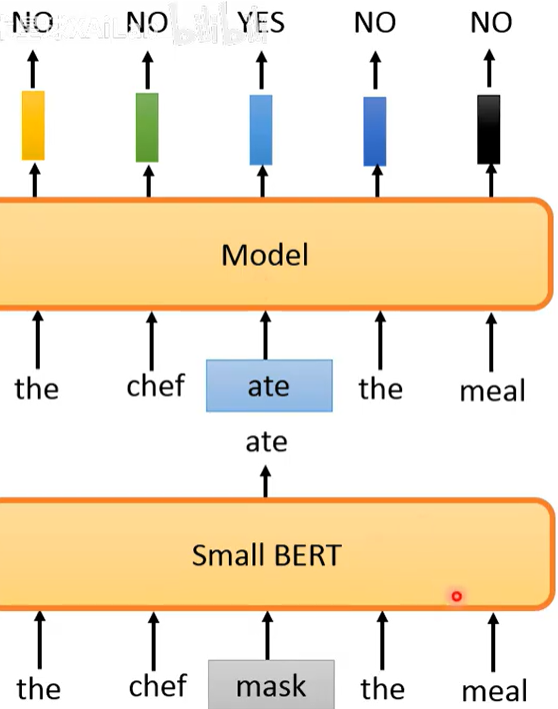 NO NO YES NO NO
Model
the chef ate the meal
ate
Small BERT
the chef mask the meal